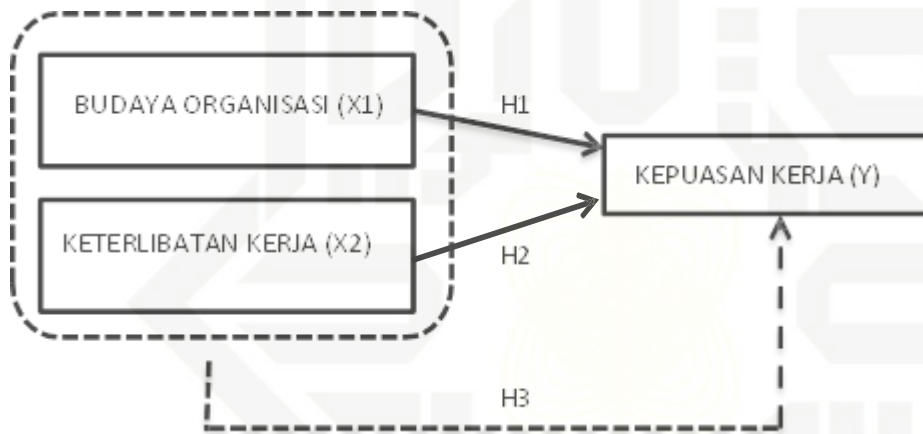 BUDAYA ORGANISASI (X1)
H1
KEPUASAN KERJA (Y)
KETERLIBATAN KERJA (X2)
H2
H3